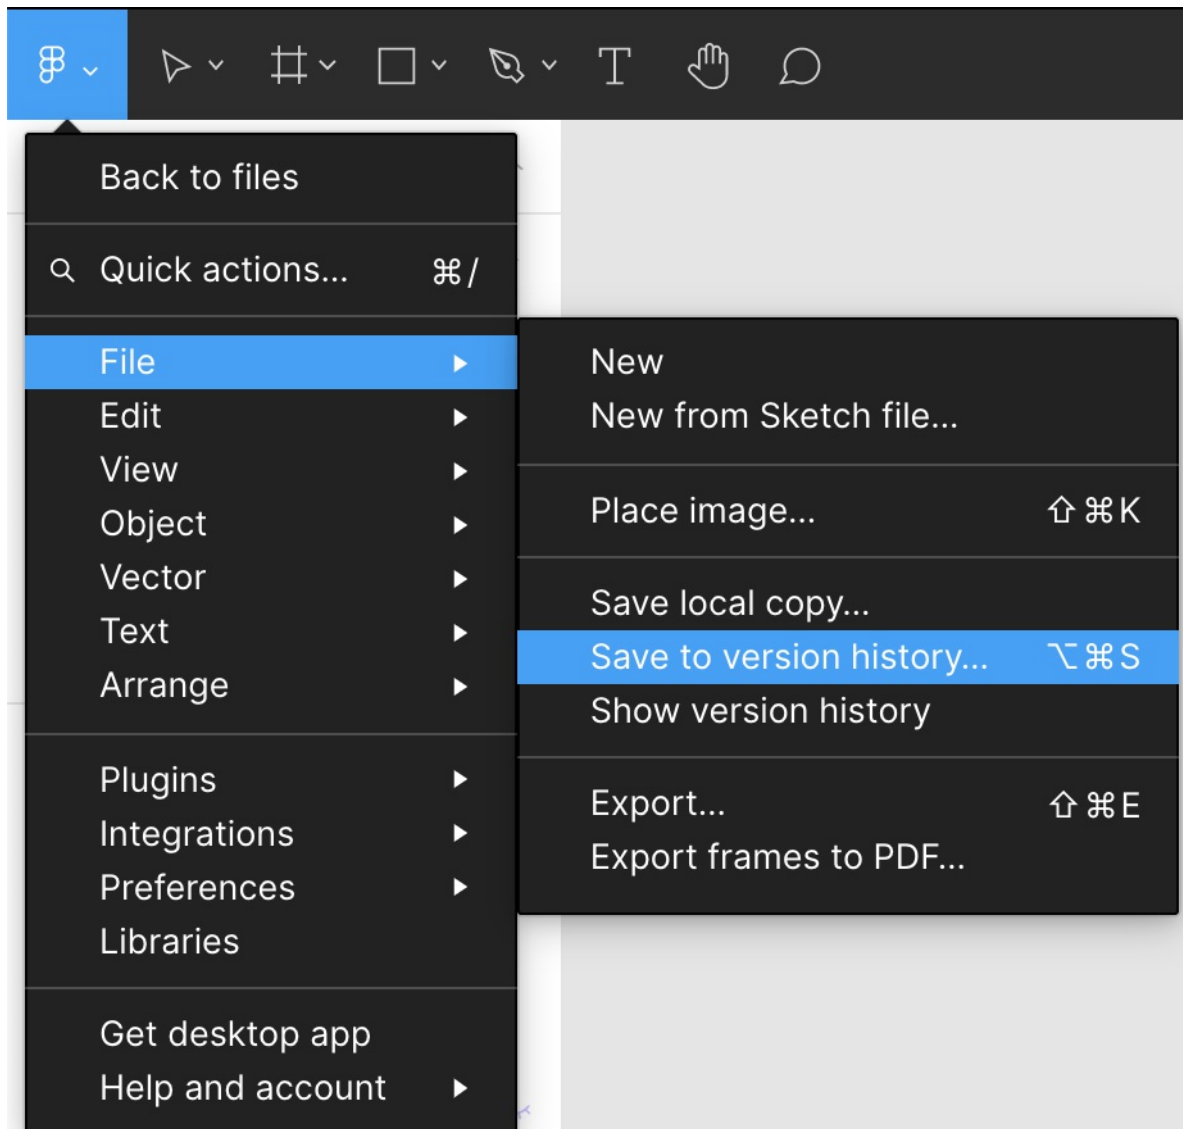 Back to files
Quick actions... ⌘/
File
Edit
View
Object
Vector
Text
Arrange
Plugins
Integrations
Preferences
Libraries
Get desktop app
Help and account
New
New from Sketch file...
Place image... ⇧⌘K
Save local copy...
Save to version history... ⌥⌘S
Show version history
Export... ⇧⌘E
Export frames to PDF...